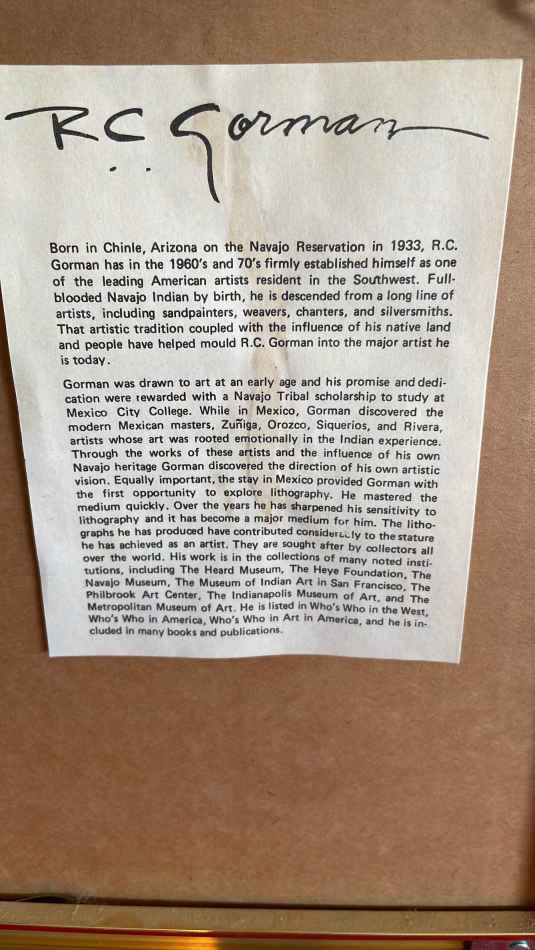 R.C. Gorman
Born in Chinle, Arizona on the Navajo Reservation in 1933, R.C.
Gorman has in the 1960's and 70's firmly established himself as one
of the leading American artists resident in the Southwest. Full-
blooded Navajo Indian by birth, he is descended from a long line of
artists, including sandpainters, weavers, chanters, and silversmiths.
That artistic tradition coupled with the influence of his native land
and people have helped mould R.C. Gorman into the major artist he
is today.
Gorman was drawn to art at an early age and his promise and dedi-
cation were rewarded with a Navajo Tribal scholarship to study at
Mexico City College. While in Mexico, Gorman discovered the
modern Mexican masters, Zuñiga, Orozco, Siquerios, and Rivera,
artists whose art was rooted emotionally in the Indian experience.
Through the works of these artists and the influence of his own
Navajo heritage Gorman discovered the direction of his own artistic
vision. Equally important, the stay in Mexico provided Gorman with
the first opportunity to explore lithography. He mastered the
medium quickly. Over the years he has sharpened his sensitivity to
lithography and it has become a major medium for him. The litho-
graphs he has produced have contributed considerably to the stature
he has achieved as an artist. They are sought after by collectors all
over the world. His work is in the collections of many noted insti-
tutions, including The Heard Museum, The Heye Foundation, The
Navajo Museum, The Museum of Indian Art in San Francisco, The
Philbrook Art Center, The Indianapolis Museum of Art, and The
Metropolitan Museum of Art. He is listed in Who's Who in the West,
Who's Who in America, Who's Who in Art in America, and he is in-
cluded in many books and publications.